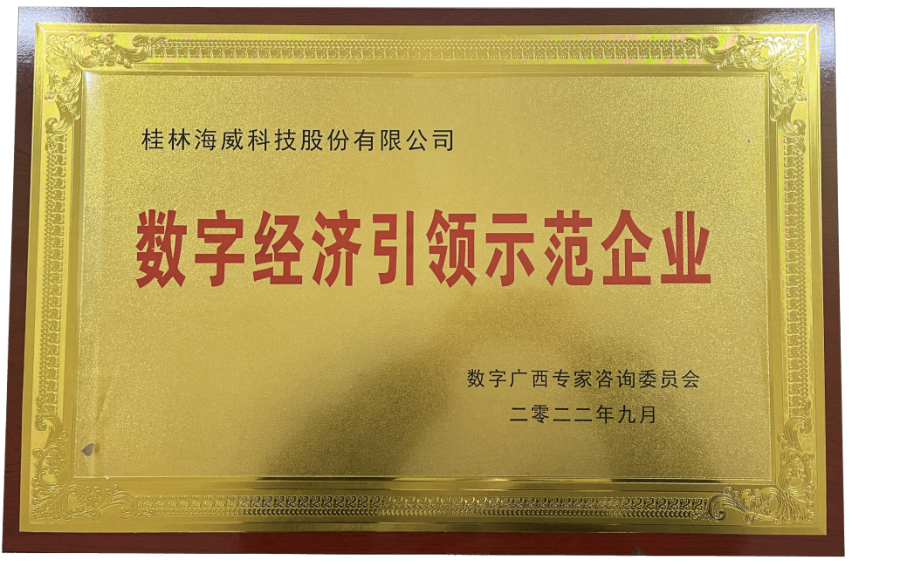 桂林海威科技股份有限公司
数字经济引领示范企业
数字广西专家咨询委员会
二零二二年九月